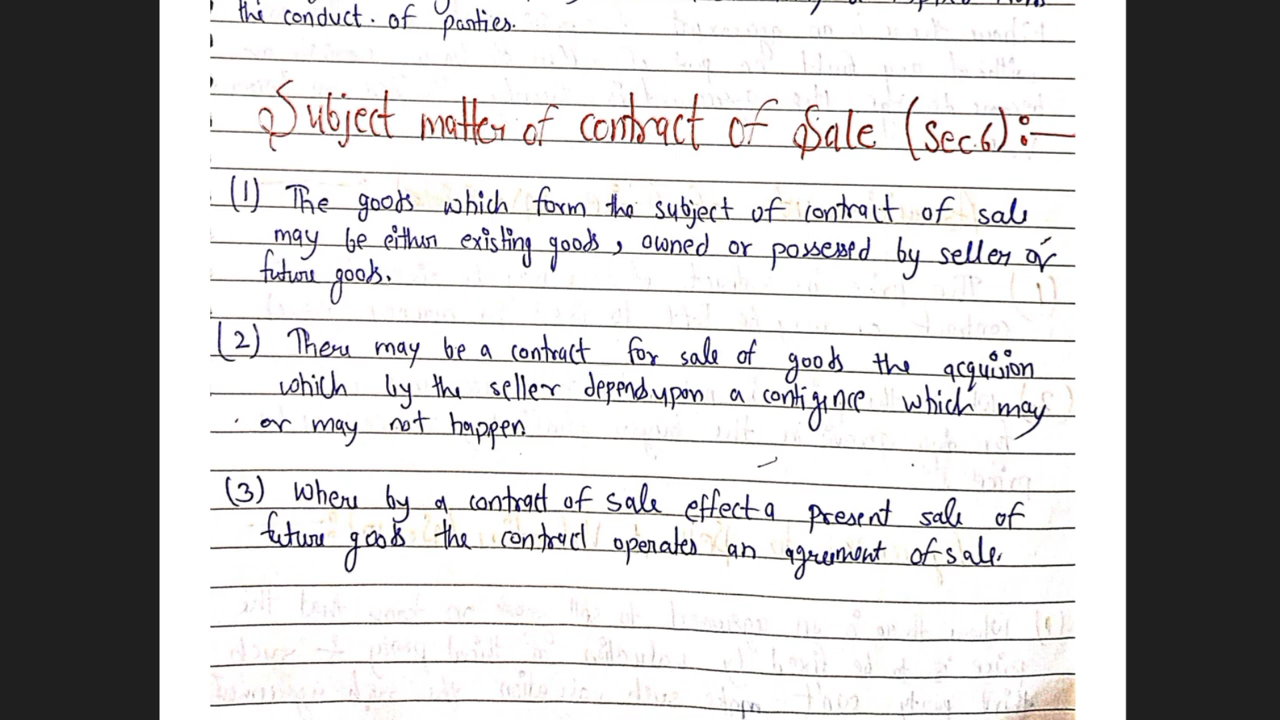 the conduct. of parties.
Subject matter of contract of Sale (Sec.6):-
(1) The goods which form the subject of contract of sale
may be either existing goods, owned or possessed by seller or
future goods.
(2) There may be a contract for sale of goods the acquision
which by the seller depend upon a contigence which may
or may not happen
(3) Where by a contract of sale effect a present sale of
future goods the contract operates an agreement of sale.